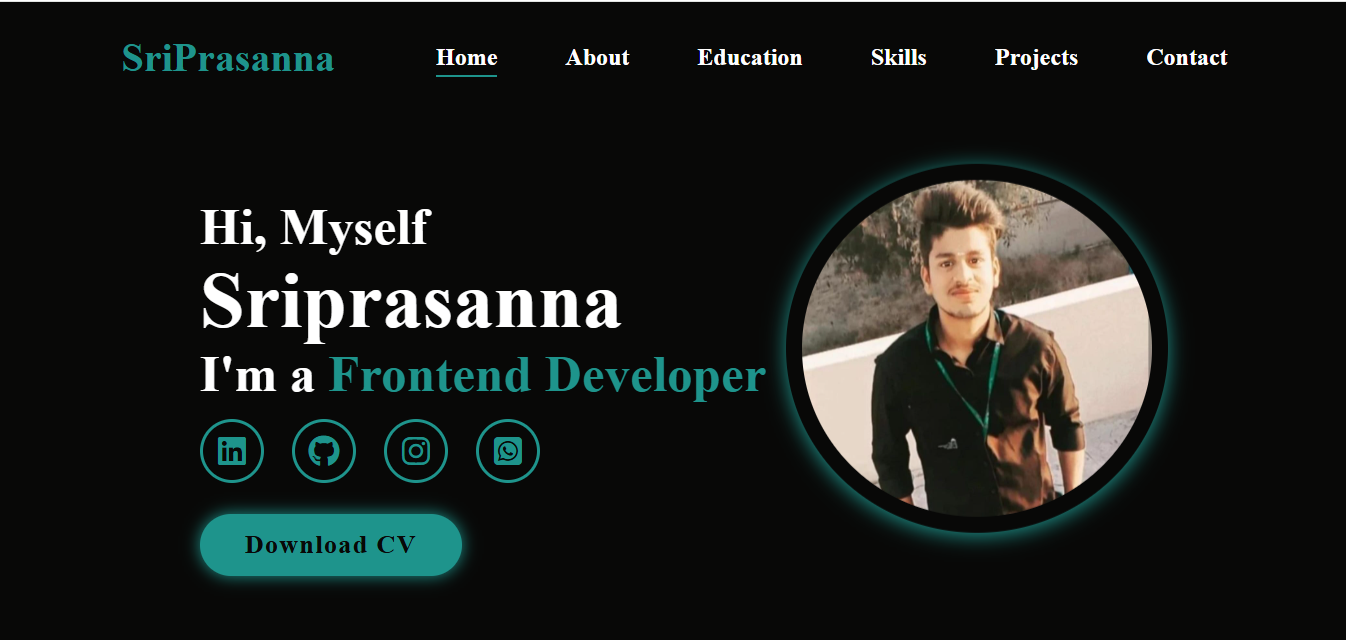 SriPrasanna Home About Education Skills Projects Contact
Hi, Myself
Sriprasanna
I'm a Frontend Developer
Download CV